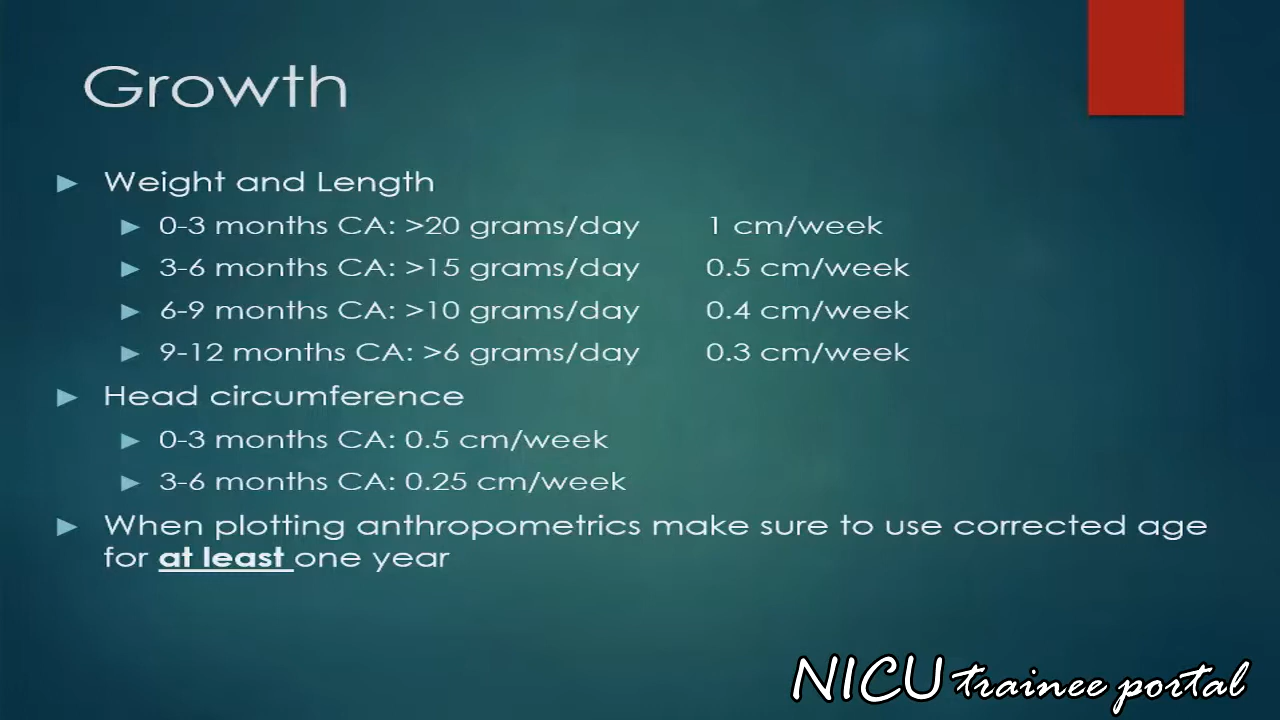 Growth
Weight and Length
0-3 months CA: >20 grams/day 1 cm/week
3-6 months CA: >15 grams/day 0.5 cm/week
6-9 months CA: >10 grams/day 0.4 cm/week
9-12 months CA: >6 grams/day 0.3 cm/week
Head circumference
0-3 months CA: 0.5 cm/week
3-6 months CA: 0.25 cm/week
When plotting anthropometrics make sure to use corrected age
for at least one year
NICU trainee portal